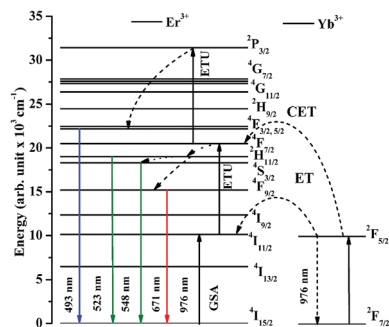 Er3+
Yb3+
Energy (arb. unit x 10³ cm⁻¹)
35
30
25
20
15
10
5
0
²P3/2
⁴G7/2
⁴G11/2
²H9/2
⁴F3/2, 5/2
⁴F7/2
²H11/2
⁴S3/2
⁴F9/2
⁴I9/2
⁴I11/2
⁴I13/2
⁴I15/2
ETU
ETU
CET
ET
GSA
493 nm
523 nm
548 nm
671 nm
976 nm
976 nm
²F5/2
²F7/2